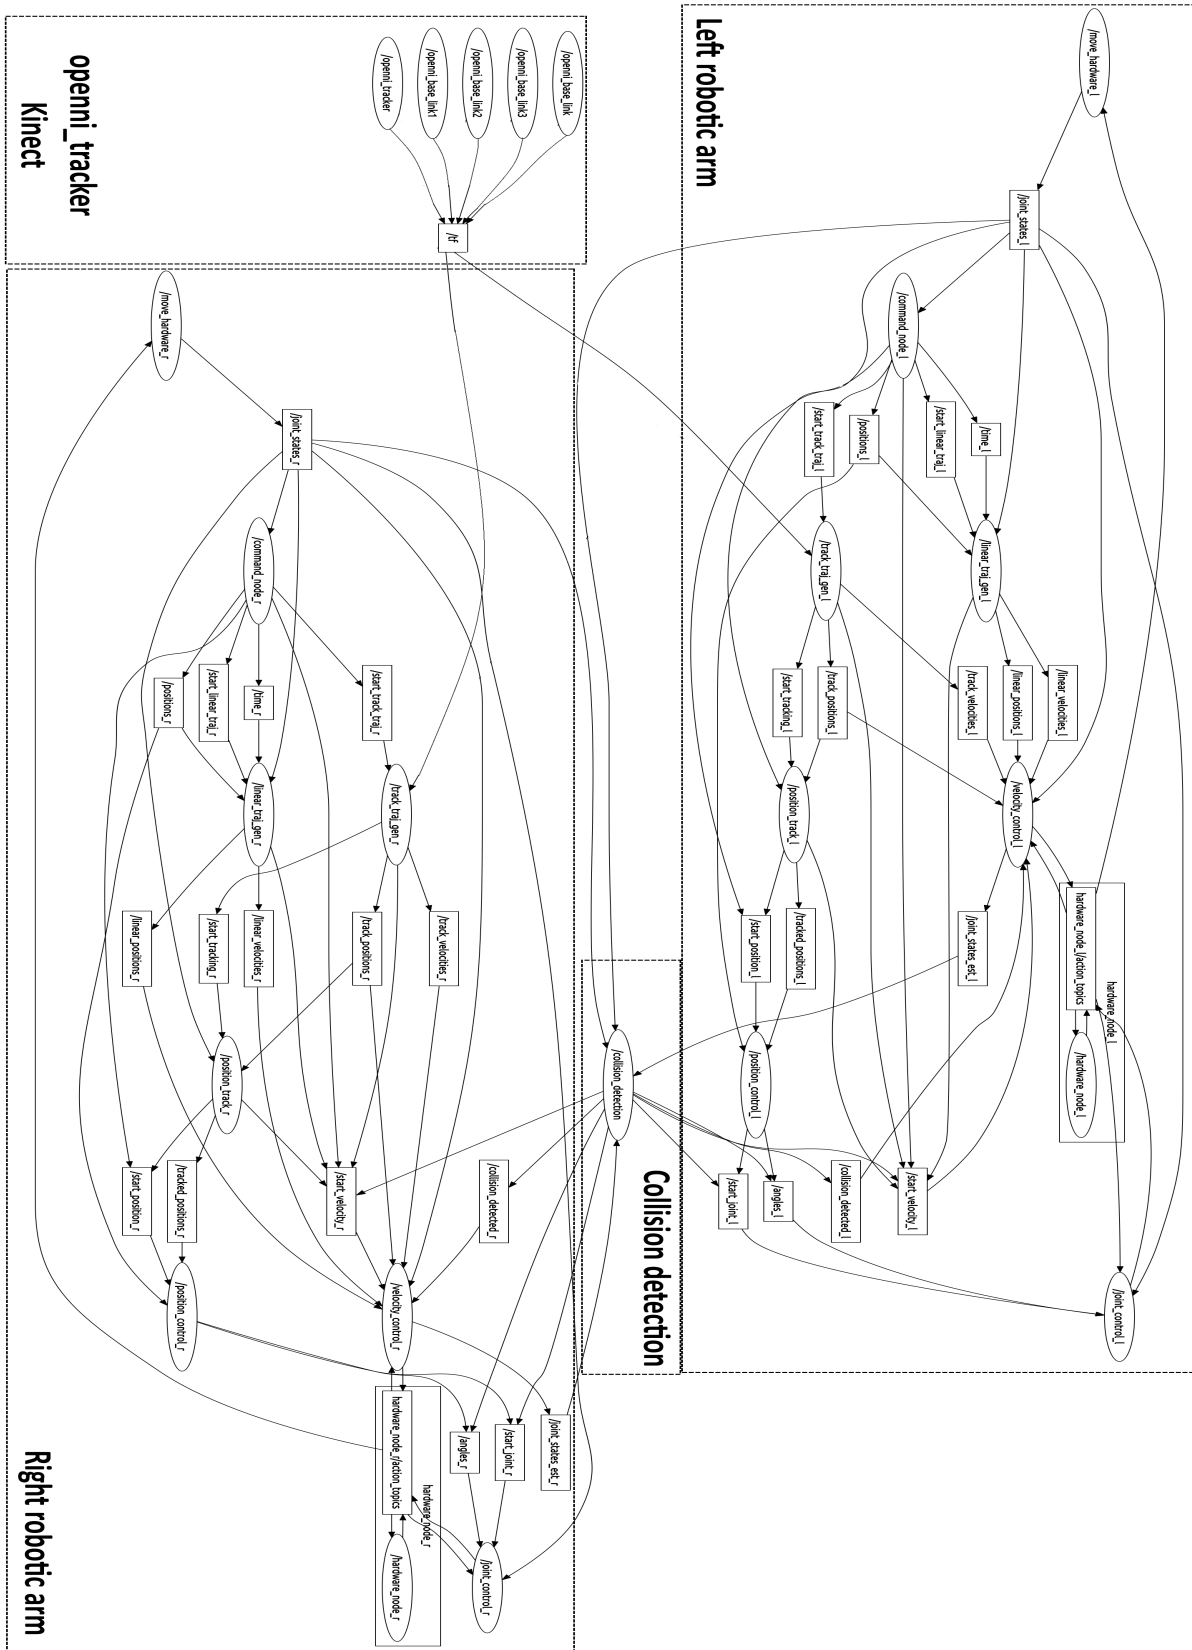 openni_tracker
Kinect
/openni_tracker
/openni_base_link1
/openni_base_link2
/openni_base_link3
/openni_base_link
/tf
Left robotic arm
/move_hardware_l
/joint_states_l
/command_node_l
/start_track_traj_l
/positions_l
/start_linear_traj_l
/time_l
/track_traj_gen_l
/linear_traj_gen_l
/start_tracking_l
/track_positions_l
/track_velocities_l
/linear_positions_l
/linear_velocities_l
/position_track_l
/velocity_control_l
/start_position_l
/tracked_positions_l
/joint_states_est_l
hardware_node_l
hardware_node_l/action_topics
/hardware_node_l
/position_control_l
/start_joint_l
/angles_l
/collision_detected_l
/start_velocity_l
/joint_control_l
Collision detection
/collision_detection
Right robotic arm
/move_hardware_r
/joint_states_r
/command_node_r
/positions_r
/start_linear_traj_r
/time_r
/start_track_traj_r
/linear_traj_gen_r
/track_traj_gen_r
/linear_positions_r
/start_tracking_r
/linear_velocities_r
/track_positions_r
/track_velocities_r
/position_track_r
/start_position_r
/tracked_positions_r
/start_velocity_r
/collision_detected_r
/position_control_r
/velocity_control_r
hardware_node_r
hardware_node_r/action_topics
/hardware_node_r
/angles_r
/start_joint_r
/joint_states_est_r
/joint_control_r